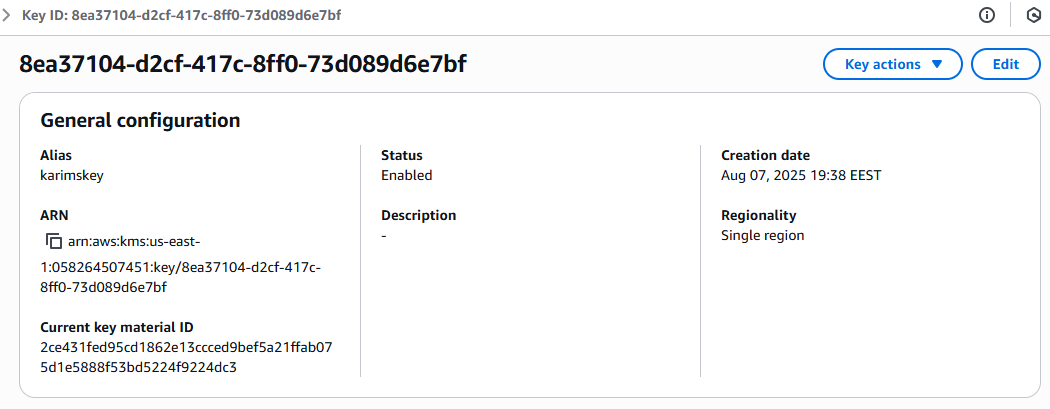 Key ID: 8ea37104-d2cf-417c-8ff0-73d089d6e7bf
8ea37104-d2cf-417c-8ff0-73d089d6e7bf
Key actions
Edit
General configuration
Alias
karimskey
ARN
arn:aws:kms:us-east-
1:058264507451:key/8ea37104-d2cf-417c-
8ff0-73d089d6e7bf
Current key material ID
2ce431fed95cd1862e13ccced9bef5a21ffab07
5d1e5888f53bd5224f9224dc3
Status
Enabled
Description
-
Creation date
Aug 07, 2025 19:38 EEST
Regionality
Single region